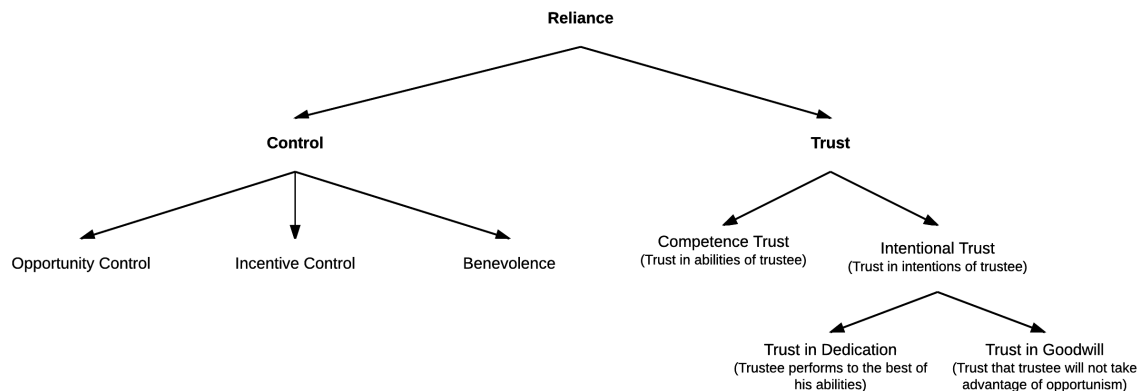 Reliance
Control
Trust
Opportunity Control
Incentive Control
Benevolence
Competence Trust
(Trust in abilities of trustee)
Intentional Trust
(Trust in intentions of trustee)
Trust in Dedication
(Trustee performs to the best of
his abilities)
Trust in Goodwill
(Trust that trustee will not take
advantage of opportunism)